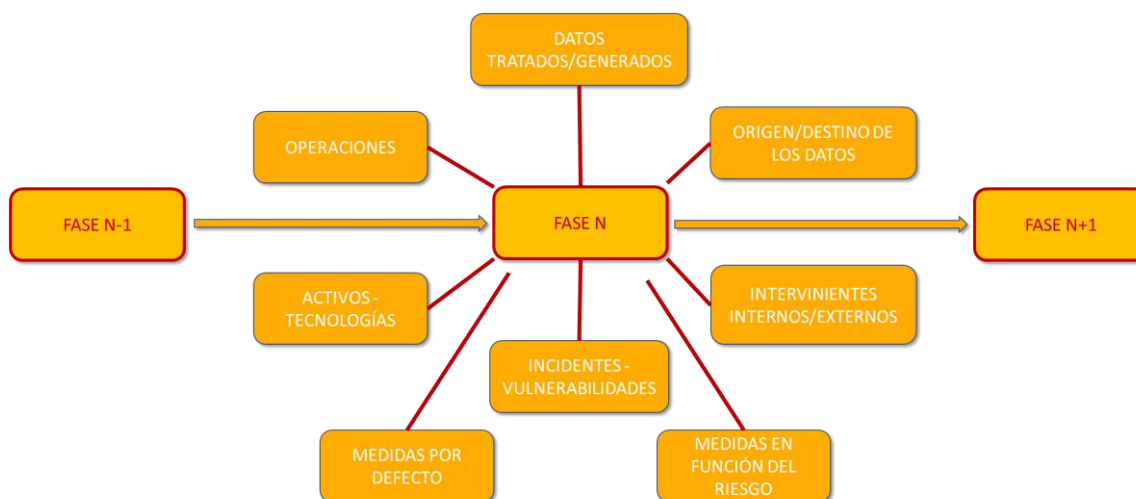 DATOS
TRATADOS/GENERADOS
OPERACIONES
ORIGEN/DESTINO DE
LOS DATOS
FASE N-1
FASE N
FASE N+1
ACTIVOS -
TECNOLOGÍAS
INTERVINIENTES
INTERNOS/EXTERNOS
INCIDENTES -
VULNERABILIDADES
MEDIDAS POR
DEFECTO
MEDIDAS EN
FUNCIÓN DEL
RIESGO